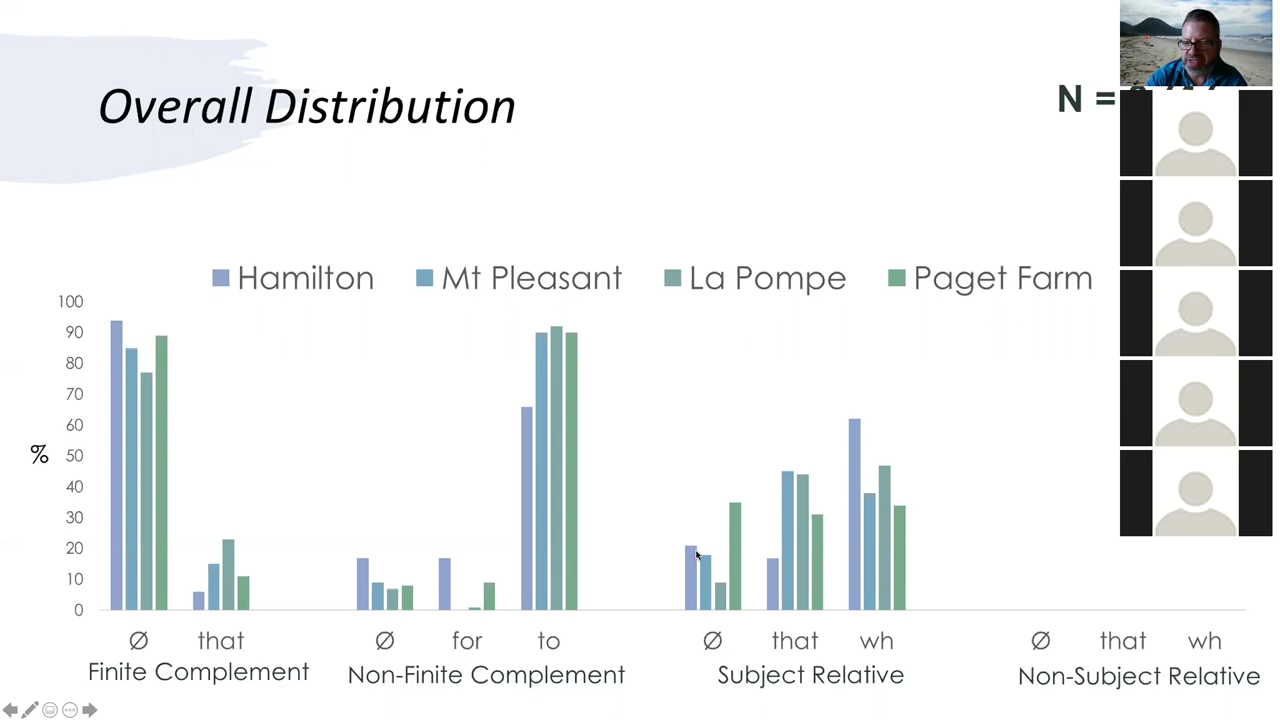 Overall Distribution
N =
Hamilton Mt Pleasant La Pompe Paget Farm
100
90
80
70
60
50
40
30
20
10
0
%
Ø that Ø for to Ø that wh Ø that wh
Finite Complement Non-Finite Complement Subject Relative Non-Subject Relative